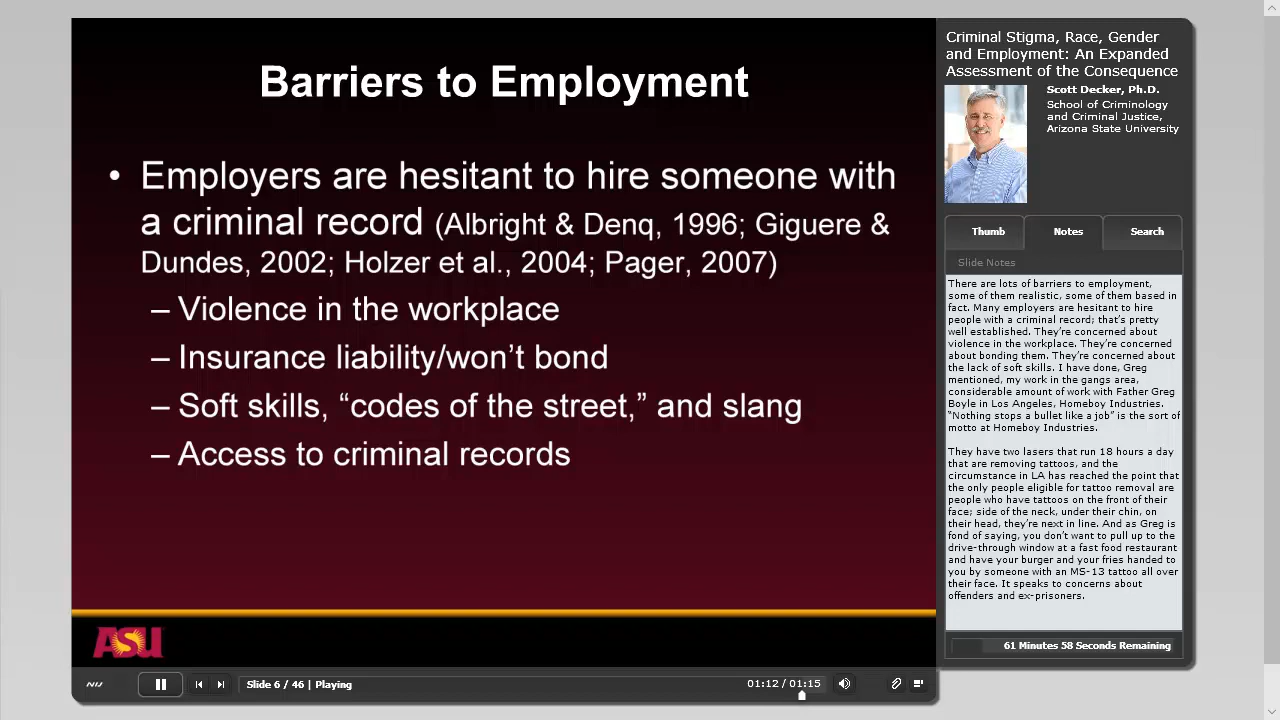 Barriers to Employment
• Employers are hesitant to hire someone with
a criminal record (Albright & Denq, 1996; Giguere &
Dundes, 2002; Holzer et al., 2004; Pager, 2007)
– Violence in the workplace
– Insurance liability/won’t bond
– Soft skills, “codes of the street,” and slang
– Access to criminal records
ASU
NIJ
Slide 6 / 46 | Playing
01:12 / 01:15
Criminal Stigma, Race, Gender
and Employment: An Expanded
Assessment of the Consequence
Scott Decker, Ph.D.
School of Criminology
and Criminal Justice,
Arizona State University
Thumb
Notes
Search
Slide Notes
There are lots of barriers to employment,
some of them realistic, some of them based in
fact. Many employers are hesitant to hire
people with a criminal record; that’s pretty
well established. They’re concerned about
violence in the workplace. They’re concerned
about bonding them. They’re concerned about
the lack of soft skills. I have done, Greg
mentioned, my work in the gangs area,
considerable amount of work with Father Greg
Boyle in Los Angeles, Homeboy Industries.
“Nothing stops a bullet like a job” is the sort of
motto at Homeboy Industries.
They have two lasers that run 18 hours a day
that are removing tattoos, and the
circumstance in LA has reached the point that
the only people eligible for tattoo removal are
people who have tattoos on the front of their
face; side of the neck, under their chin, on
their head, they’re next in line. And as Greg is
fond of saying, you don’t want to pull up to the
drive-through window at a fast food restaurant
and have your burger and your fries handed to
you by someone with an MS-13 tattoo all over
their face. It speaks to concerns about
offenders and ex-prisoners.
61 Minutes 58 Seconds Remaining